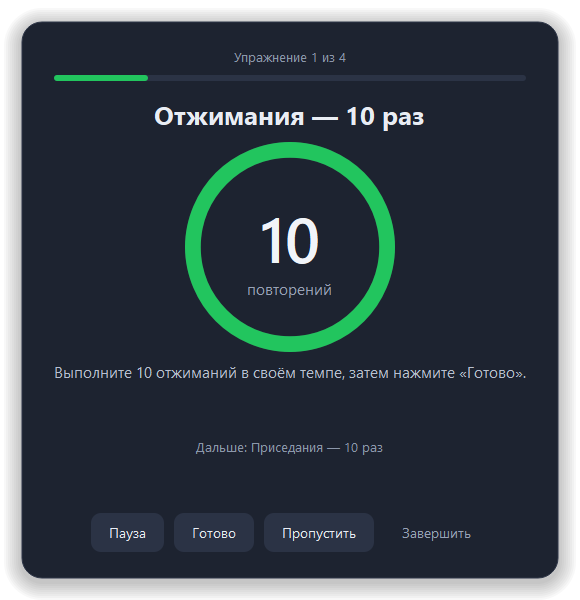 Упражнение 1 из 4
Отжимания — 10 раз
10
повторений
Выполните 10 отжиманий в своём темпе, затем нажмите «Готово».
Дальше: Приседания — 10 раз
Пауза
Готово
Пропустить
Завершить